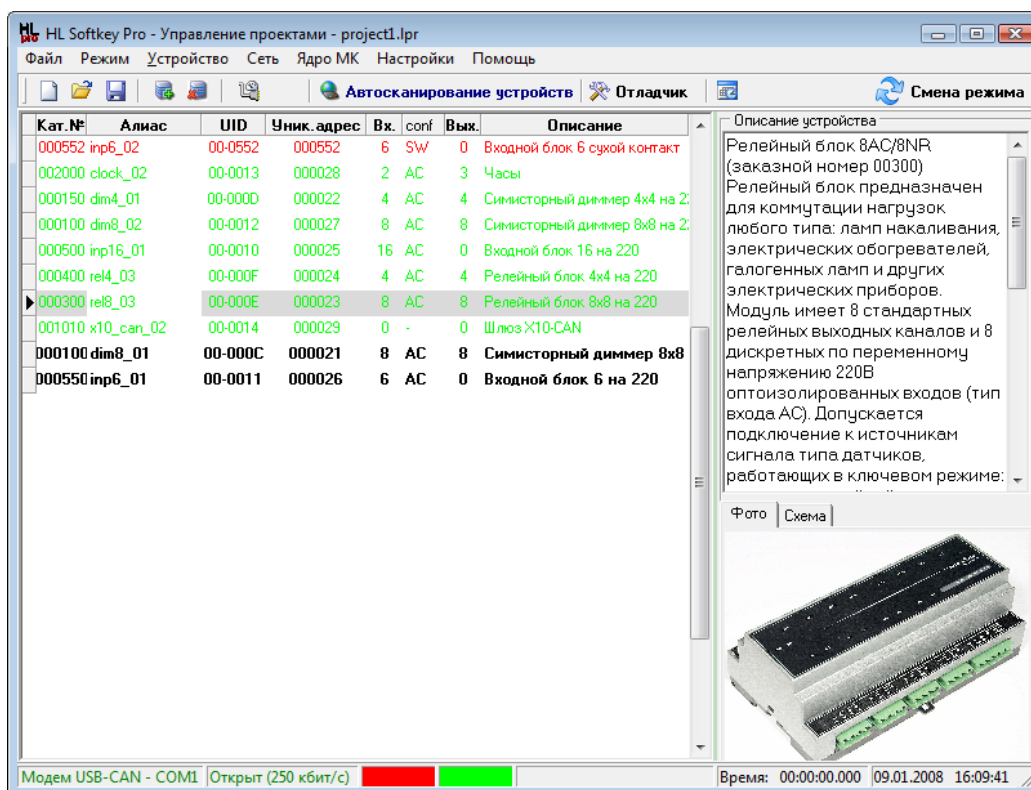 HL pro HL Softkey Pro - Управление проектами - project1.lpr
Файл Режим Устройство Сеть Ядро МК Настройки Помощь
Автосканирование устройств Отладчик Смена режима
Кат.№ Алиас UID Уник.адрес Вх. conf Вых. Описание
000552 inp6_02 00-0552 000552 6 SW 0 Входной блок 6 сухой контакт
002000 clock_02 00-0013 000028 2 AC 3 Часы
000150 dim4_01 00-000D 000022 4 AC 4 Симисторный диммер 4x4 на 2
000100 dim8_02 00-0012 000027 8 AC 8 Симисторный диммер 8x8 на 2
000500 inp16_01 00-0010 000025 16 AC 0 Входной блок 16 на 220
000400 rel4_03 00-000F 000024 4 AC 4 Релейный блок 4x4 на 220
000300 rel8_03 00-000E 000023 8 AC 8 Релейный блок 8x8 на 220
001010 x10_can_02 00-0014 000029 0 - 0 Шлюз X10-CAN
000100 dim8_01 00-000C 000021 8 AC 8 Симисторный диммер 8x8
000550 inp6_01 00-0011 000026 6 AC 0 Входной блок 6 на 220
Описание устройства
Релейный блок 8AC/8NR
(заказной номер 00300)
Релейный блок предназначен
для коммутации нагрузок
любого типа: ламп накаливания,
электрических обогревателей,
галогенных ламп и других
электрических приборов.
Модуль имеет 8 стандартных
релейных выходных каналов и 8
дискретных по переменному
напряжению 220В
оптоизолированных входов (тип
входа AC). Допускается
подключение к источникам
сигнала типа датчиков,
работающих в ключевом режиме:
Фото Схема
Модем USB-CAN - COM1 Открыт (250 кбит/с) Время: 00:00:00.000 09.01.2008 16:09:41